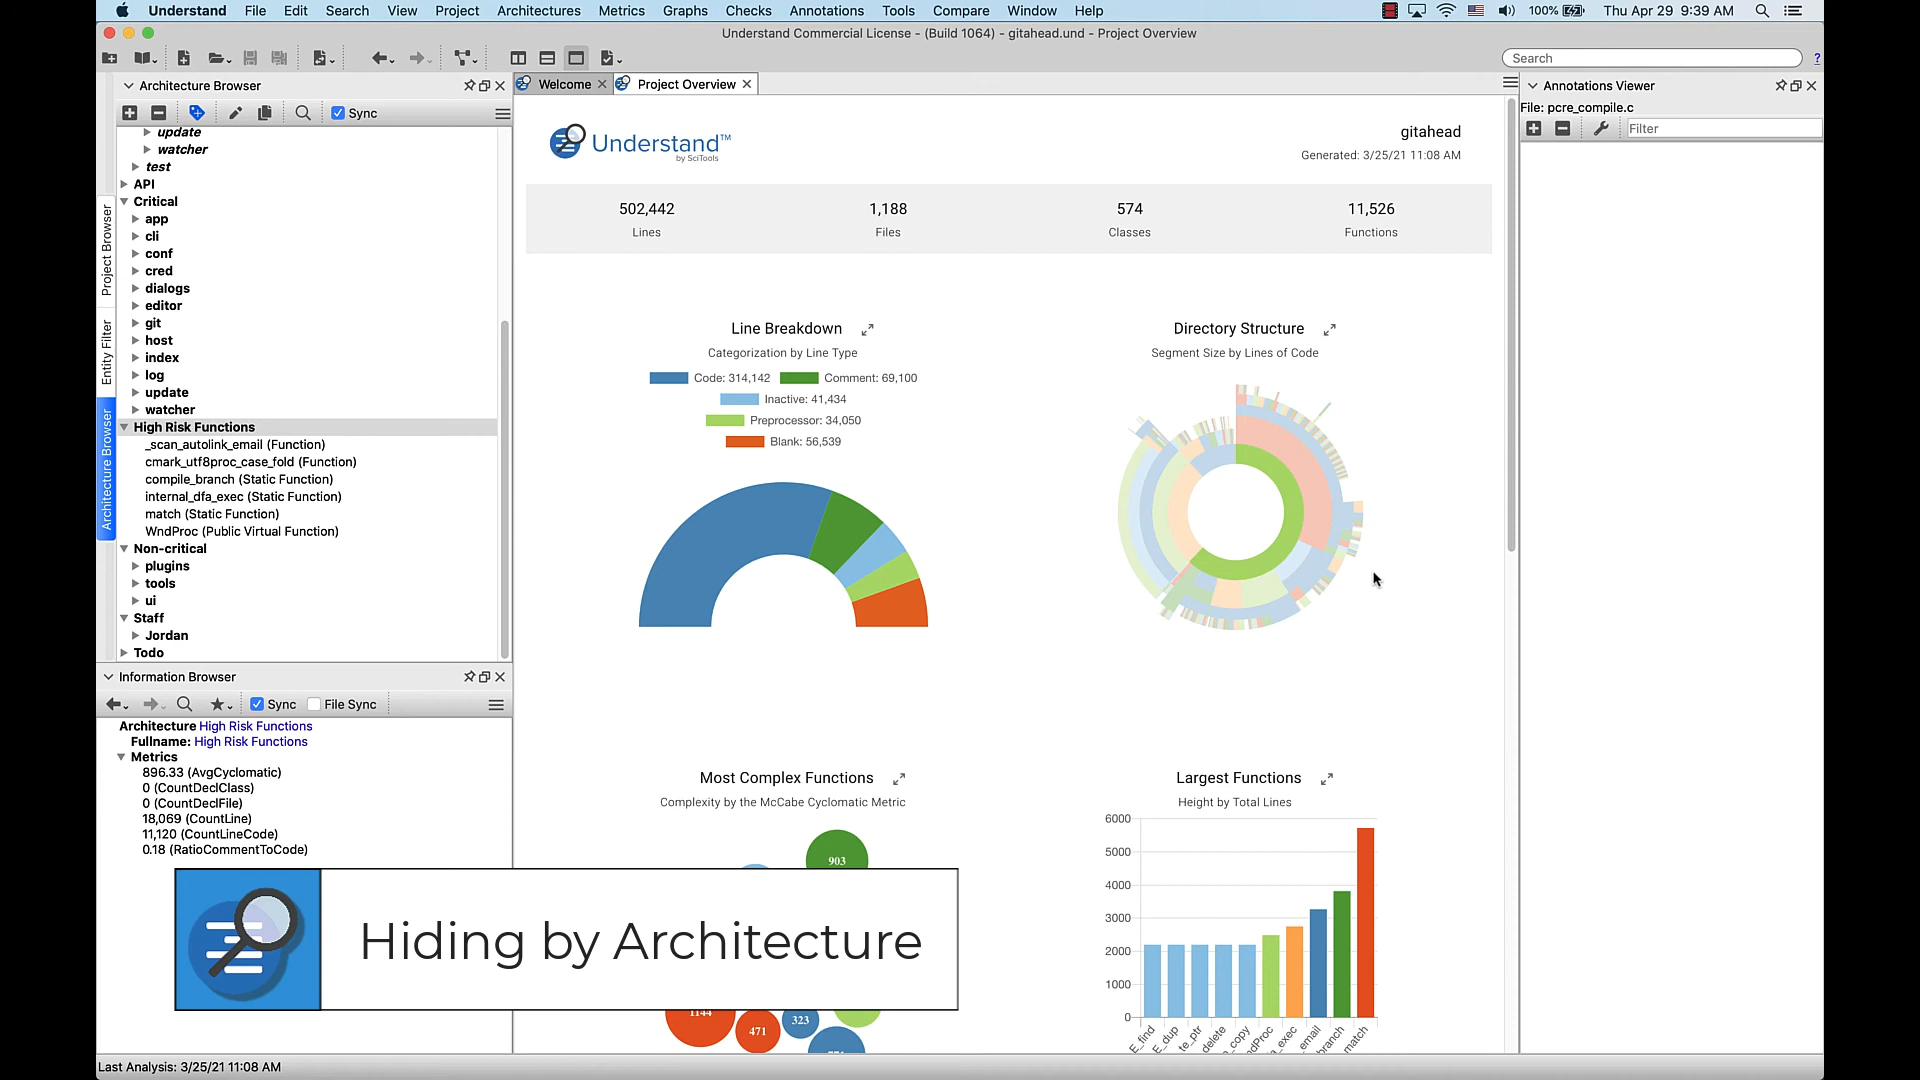 Understand File Edit Search View Project Architectures Metrics Graphs Checks Annotations Tools Compare Window Help 100% Thu Apr 29 9:39 AM
Understand Commercial License - (Build 1064) - gitahead.und - Project Overview
Search ?
Architecture Browser
Sync
update
watcher
test
API
Critical
app
cli
conf
cred
dialogs
editor
git
host
index
log
update
watcher
High Risk Functions
_scan_autolink_email (Function)
cmark_utf8proc_case_fold (Function)
compile_branch (Static Function)
internal_dfa_exec (Static Function)
match (Static Function)
WndProc (Public Virtual Function)
Non-critical
plugins
tools
ui
Staff
Jordan
Todo
Project Browser
Entity Filter
Architecture Browser
Information Browser
Sync File Sync
Architecture High Risk Functions
Fullname: High Risk Functions
Metrics
896.33 (AvgCyclomatic)
0 (CountDeclClass)
0 (CountDeclFile)
18,069 (CountLine)
11,120 (CountLineCode)
0.18 (RatioCommentToCode)
Welcome Project Overview
Understand™
by SciTools
gitahead
Generated: 3/25/21 11:08 AM
502,442 1,188 574 11,526
Lines Files Classes Functions
Line Breakdown
Categorization by Line Type
Code: 314,142 Comment: 69,100
Inactive: 41,434
Preprocessor: 34,050
Blank: 56,539
Directory Structure
Segment Size by Lines of Code
Most Complex Functions
Complexity by the McCabe Cyclomatic Metric
903
1144
471
323
Largest Functions
Height by Total Lines
6000
5000
4000
3000
2000
1000
0
E_find
E_dup
te_ptr
delete
_copy
ndProc
a_exec
_email
branch
match
Annotations Viewer
File: pcre_compile.c
Filter
Hiding by Architecture
Last Analysis: 3/25/21 11:08 AM